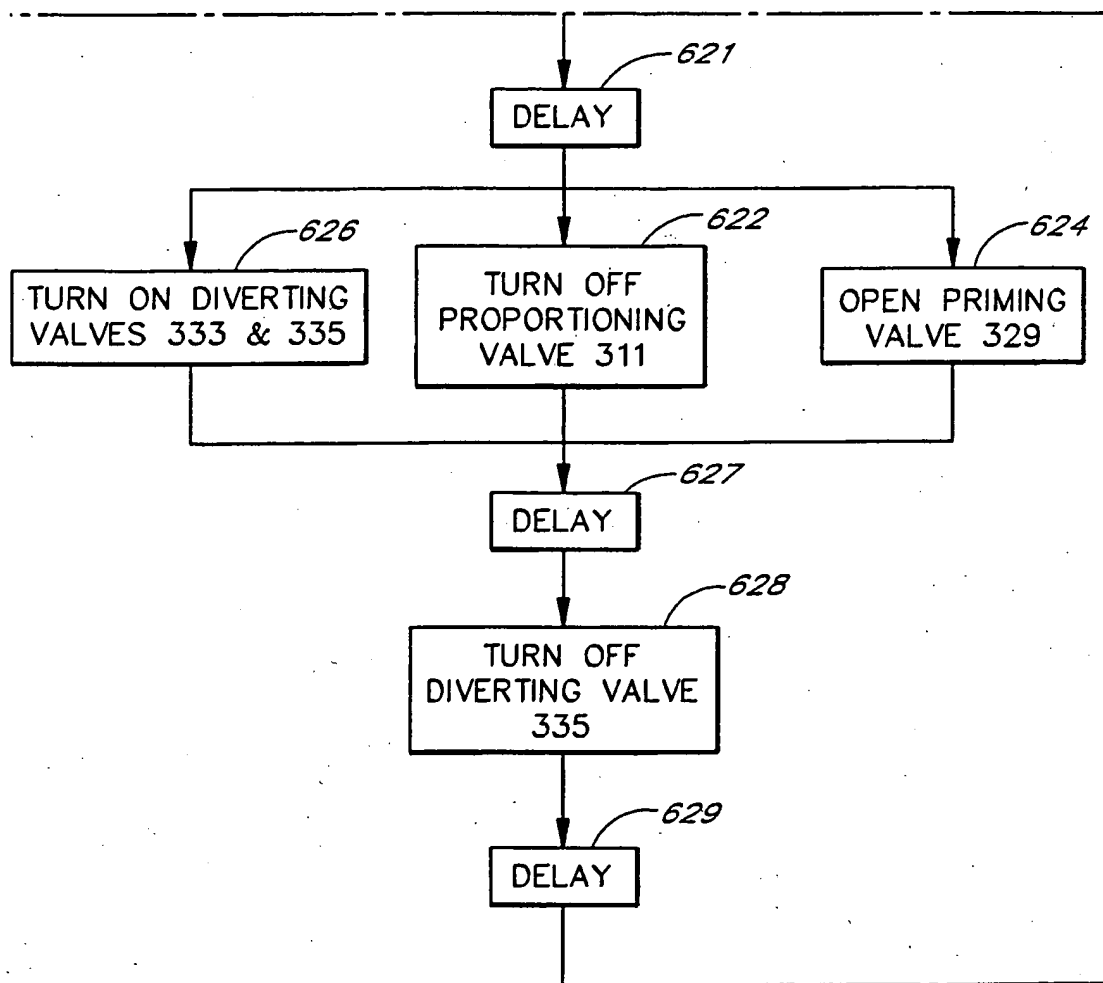 621
DELAY
626
TURN ON DIVERTING
VALVES 333 & 335
622
TURN OFF
PROPORTIONING
VALVE 311
624
OPEN PRIMING
VALVE 329
627
DELAY
628
TURN OFF
DIVERTING VALVE
335
629
DELAY